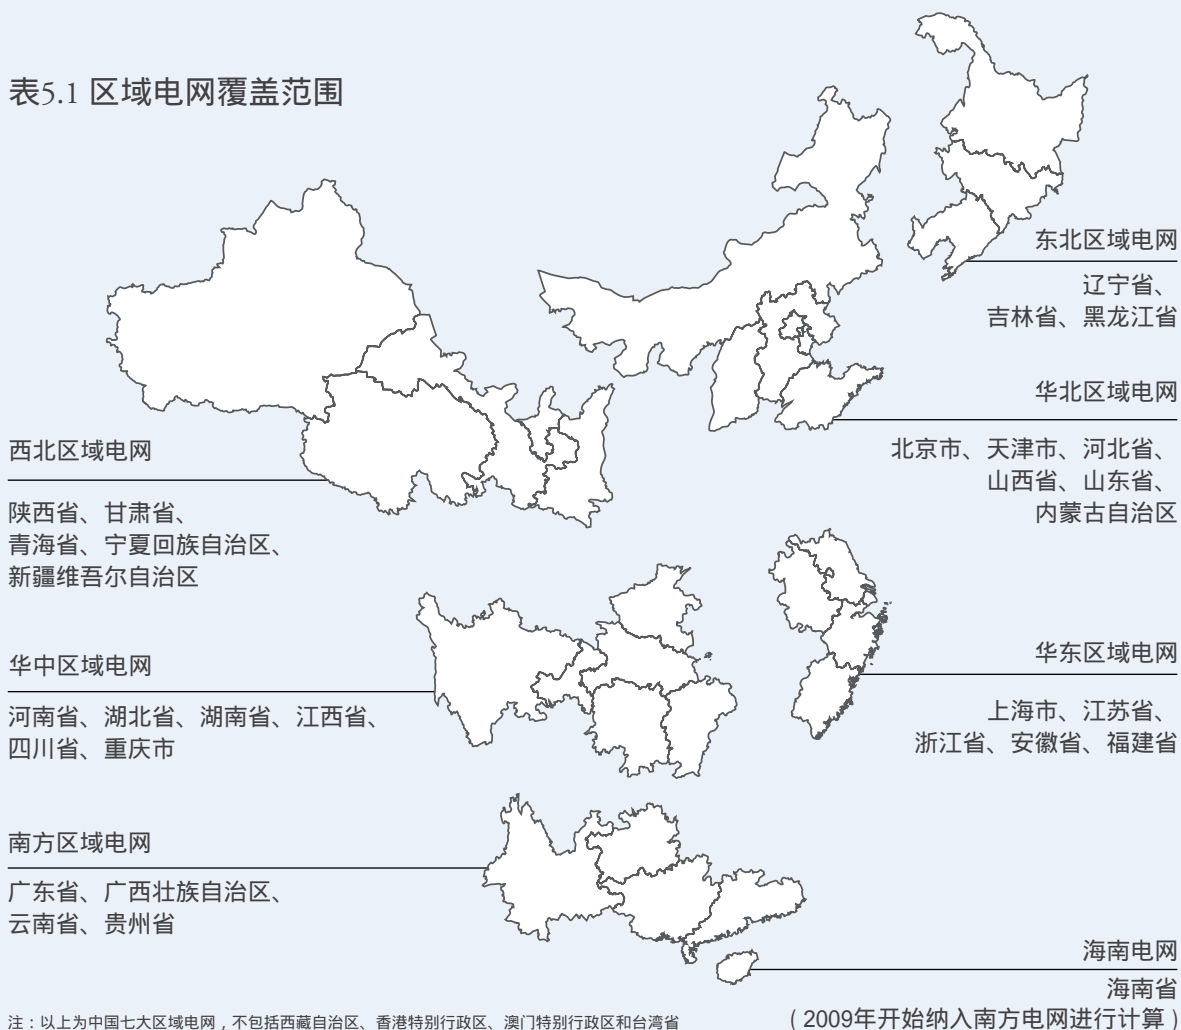 表5.1 区域电网覆盖范围
东北区域电网
辽宁省、
吉林省、黑龙江省
华北区域电网
北京市、天津市、河北省、
山西省、山东省、
内蒙古自治区
西北区域电网
陕西省、甘肃省、
青海省、宁夏回族自治区、
新疆维吾尔自治区
华中区域电网
河南省、湖北省、湖南省、江西省、
四川省、重庆市
华东区域电网
上海市、江苏省、
浙江省、安徽省、福建省
南方区域电网
广东省、广西壮族自治区、
云南省、贵州省
海南电网
海南省
(2009年开始纳入南方电网进行计算)
注:以上为中国七大区域电网,不包括西藏自治区、香港特别行政区、澳门特别行政区和台湾省